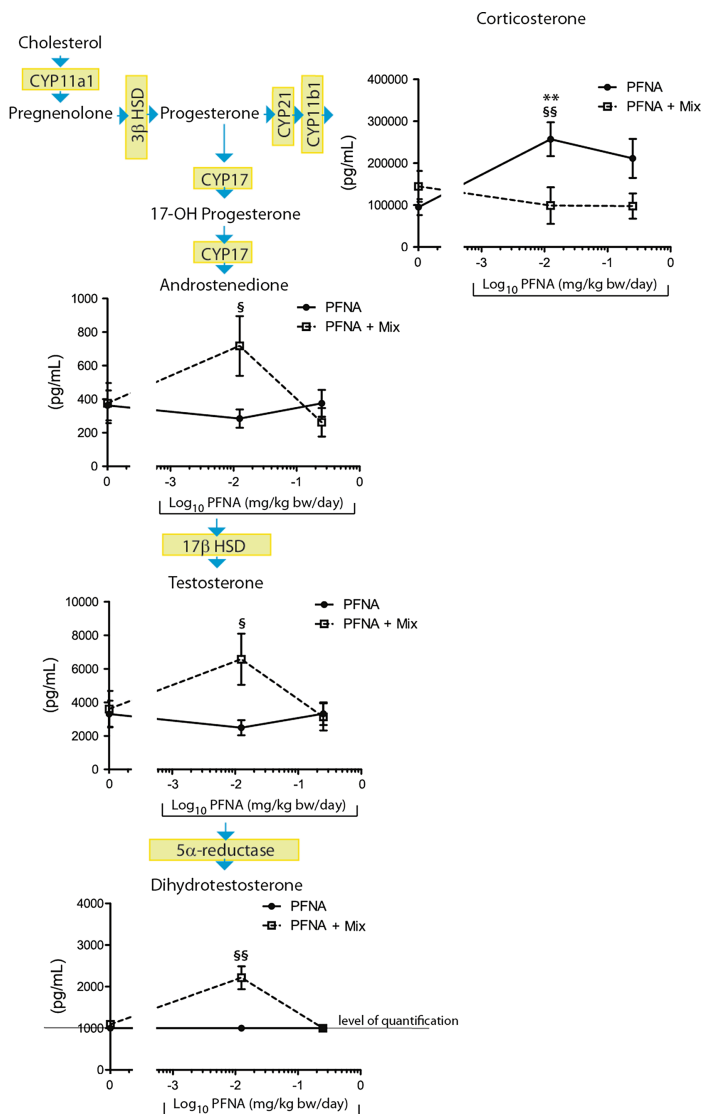 Corticosterone
Cholesterol
CYP11a1
Pregnenolone
3β HSD
Progesterone
CYP21
CYP11b1
400000
300000
200000
100000
0
(pg/mL)
**
§§
PFNA
PFNA + Mix
0 -3 -2 -1 0
Log10 PFNA (mg/kg bw/day)
CYP17
17-OH Progesterone
CYP17
Androstenedione
1000
800
600
400
200
0
(pg/mL)
§
PFNA
PFNA + Mix
0 -3 -2 -1 0
Log10 PFNA (mg/kg bw/day)
17β HSD
Testosterone
10000
8000
6000
4000
2000
0
(pg/mL)
§
PFNA
PFNA + Mix
0 -3 -2 -1 0
Log10 PFNA (mg/kg bw/day)
5α-reductase
Dihydrotestosterone
4000
3000
2000
1000
0
(pg/mL)
§§
PFNA
PFNA + Mix
level of quantification
0 -3 -2 -1 0
Log10 PFNA (mg/kg bw/day)